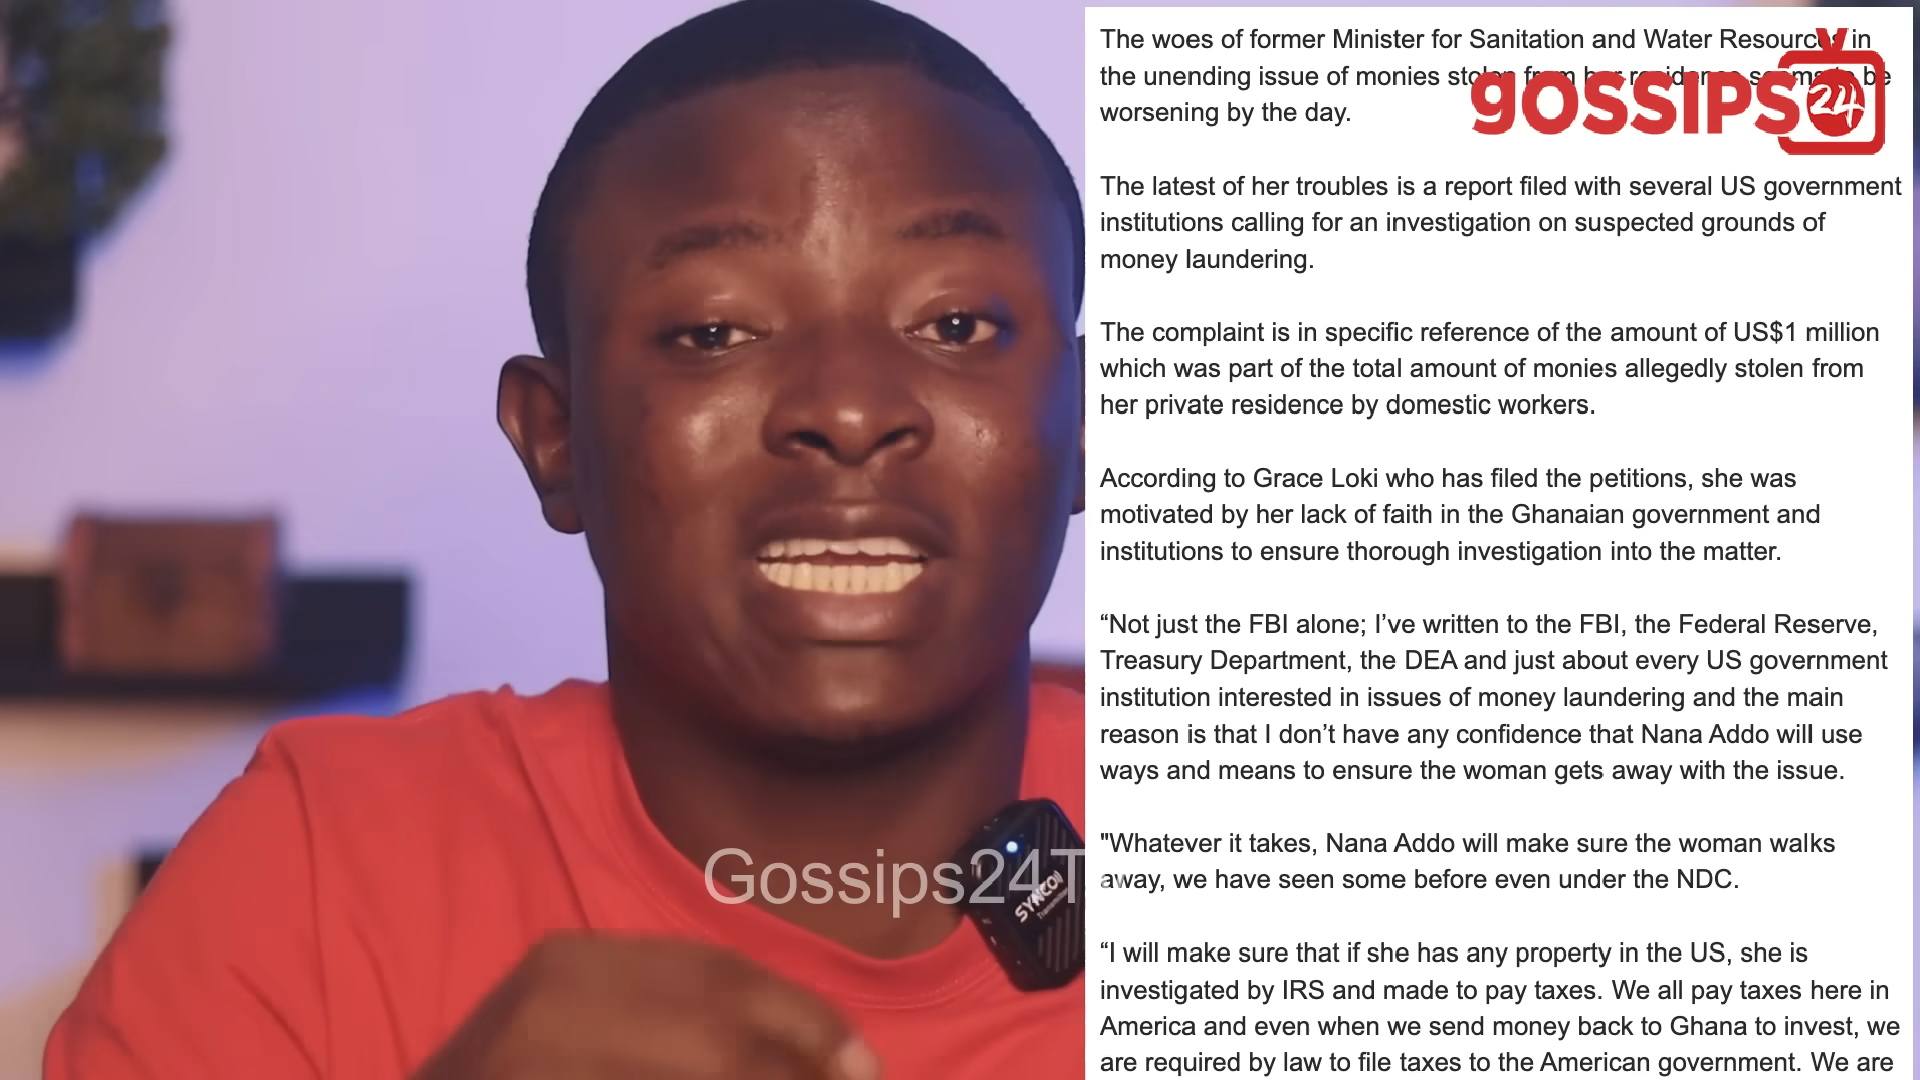 The woes of former Minister for Sanitation and Water Resources in
the unending issue of monies stolen from her residence seems to be
worsening by the day.
gossips24
The latest of her troubles is a report filed with several US government
institutions calling for an investigation on suspected grounds of
money laundering.
The complaint is in specific reference of the amount of US$1 million
which was part of the total amount of monies allegedly stolen from
her private residence by domestic workers.
According to Grace Loki who has filed the petitions, she was
motivated by her lack of faith in the Ghanaian government and
institutions to ensure thorough investigation into the matter.
“Not just the FBI alone; I’ve written to the FBI, the Federal Reserve,
Treasury Department, the DEA and just about every US government
institution interested in issues of money laundering and the main
reason is that I don’t have any confidence that Nana Addo will use
ways and means to ensure the woman gets away with the issue.
"Whatever it takes, Nana Addo will make sure the woman walks
away, we have seen some before even under the NDC.
“I will make sure that if she has any property in the US, she is
investigated by IRS and made to pay taxes. We all pay taxes here in
America and even when we send money back to Ghana to invest, we
are required by law to file taxes to the American government. We are
Gossips24T
SYNCO
Transmitter